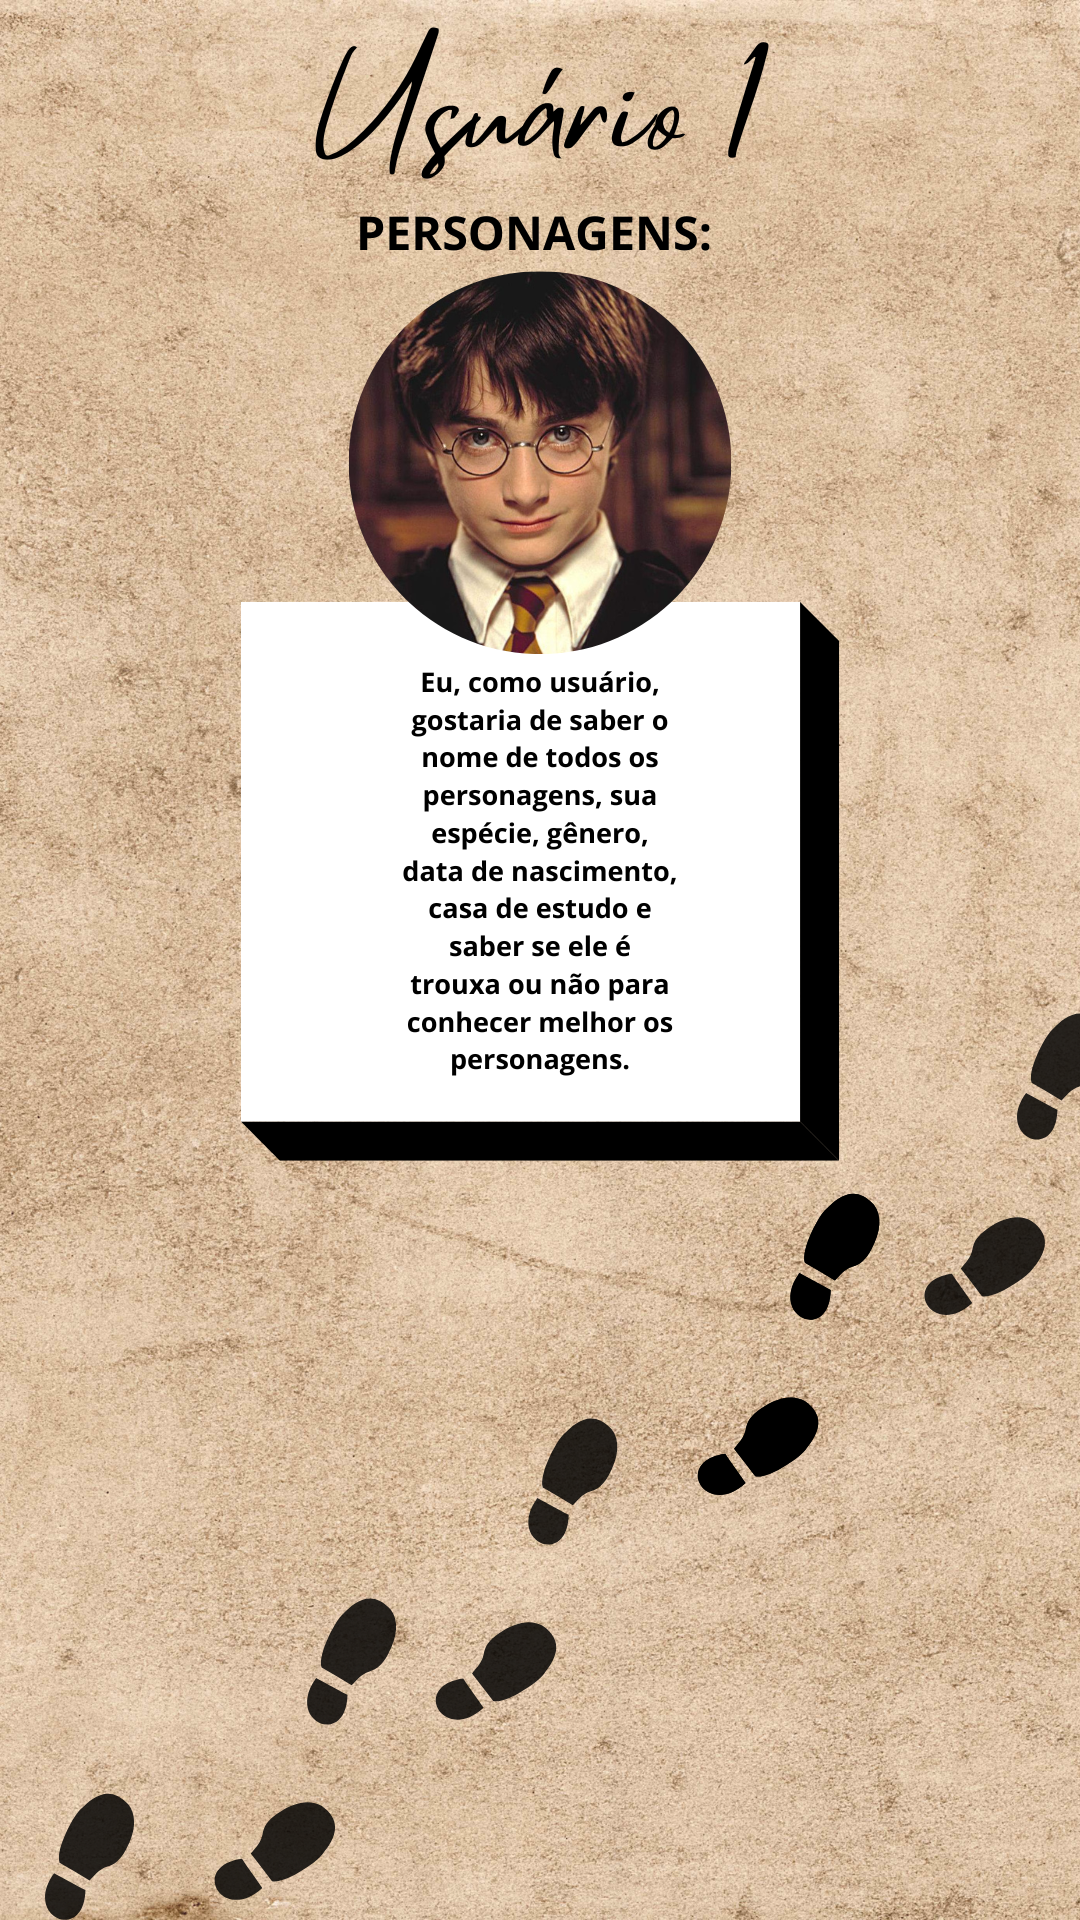 Usuário 1
PERSONAGENS:
Eu, como usuário,
gostaria de saber o
nome de todos os
personagens, sua
espécie, gênero,
data de nascimento,
casa de estudo e
saber se ele é
trouxa ou não para
conhecer melhor os
personagens.